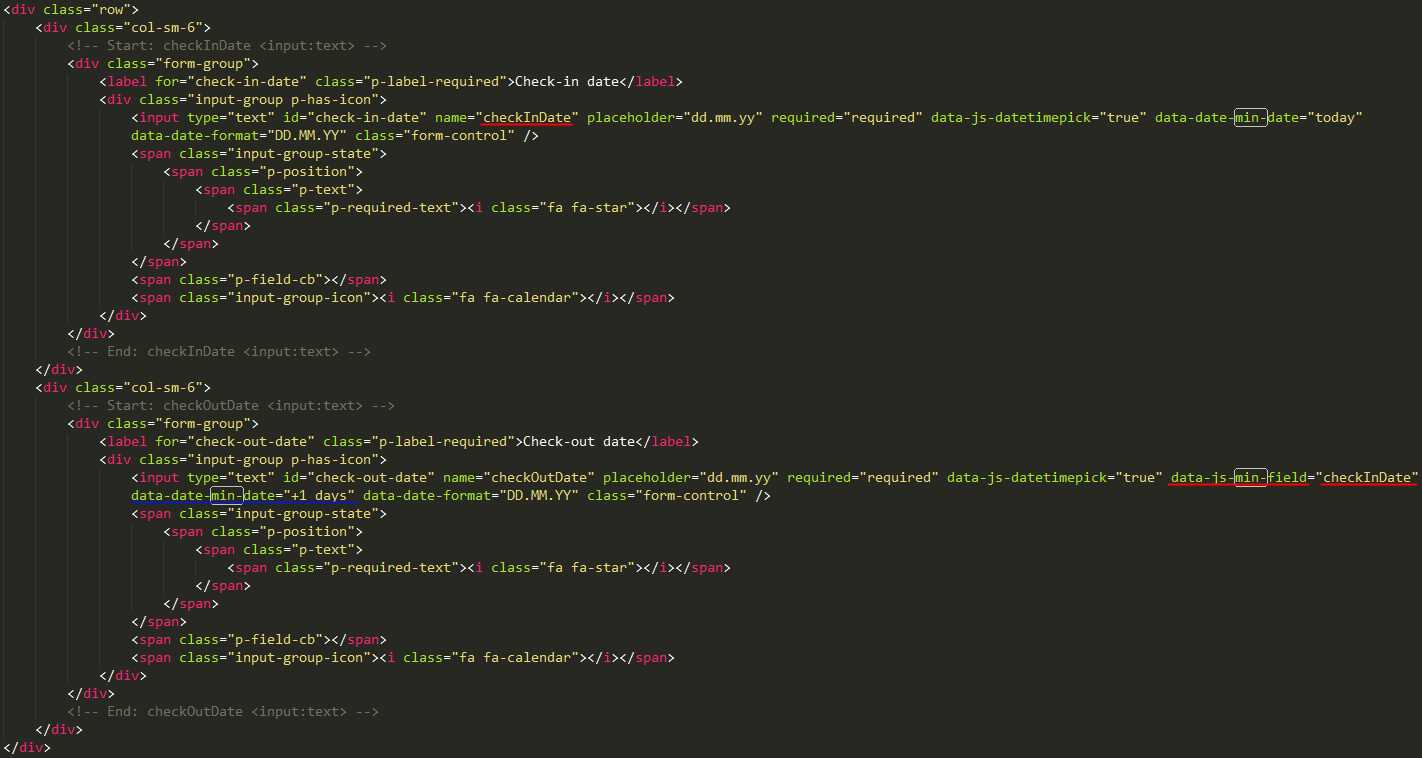 <div class="row">
<div class="col-sm-6">
<!-- Start: checkInDate <input:text> -->
<div class="form-group">
<label for="check-in-date" class="p-label-required">Check-in date</label>
<div class="input-group p-has-icon">
<input type="text" id="check-in-date" name="checkInDate" placeholder="dd.mm.yy" required="required" data-js-datetimepick="true" data-date-min-date="today"
data-date-format="DD.MM.YY" class="form-control" />
<span class="input-group-state">
<span class="p-position">
<span class="p-text">
<span class="p-required-text"><i class="fa fa-star"></i></span>
</span>
</span>
</span>
<span class="p-field-cb"></span>
<span class="input-group-icon"><i class="fa fa-calendar"></i></span>
</div>
</div>
<!-- End: checkInDate <input:text> -->
</div>
<div class="col-sm-6">
<!-- Start: checkOutDate <input:text> -->
<div class="form-group">
<label for="check-out-date" class="p-label-required">Check-out date</label>
<div class="input-group p-has-icon">
<input type="text" id="check-out-date" name="checkOutDate" placeholder="dd.mm.yy" required="required" data-js-datetimepick="true" data-js-min-field="checkInDate"
data-date-min-date="+1 days" data-date-format="DD.MM.YY" class="form-control" />
<span class="input-group-state">
<span class="p-position">
<span class="p-text">
<span class="p-required-text"><i class="fa fa-star"></i></span>
</span>
</span>
</span>
<span class="p-field-cb"></span>
<span class="input-group-icon"><i class="fa fa-calendar"></i></span>
</div>
</div>
<!-- End: checkOutDate <input:text> -->
</div>
</div>